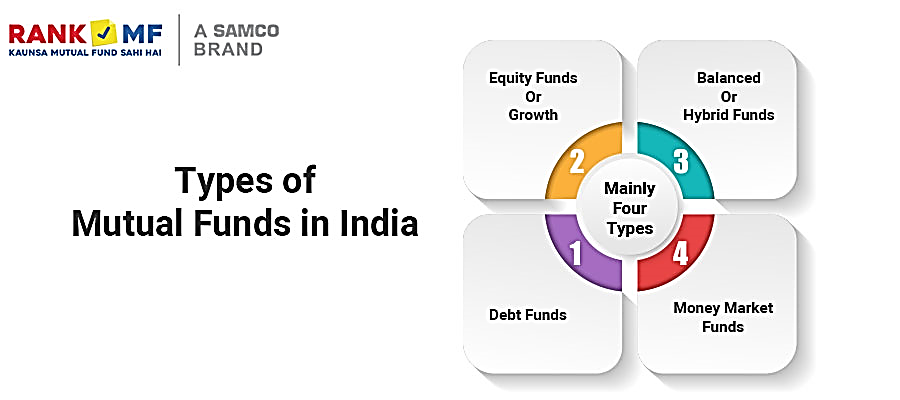 RANK MF
KAUNSA MUTUAL FUND SAHI HAI
A SAMCO
BRAND
Types of
Mutual Funds in India
Equity Funds
Or
Growth
2
Balanced
Or
Hybrid Funds
3
Mainly
Four
Types
1
Debt Funds
4
Money Market
Funds